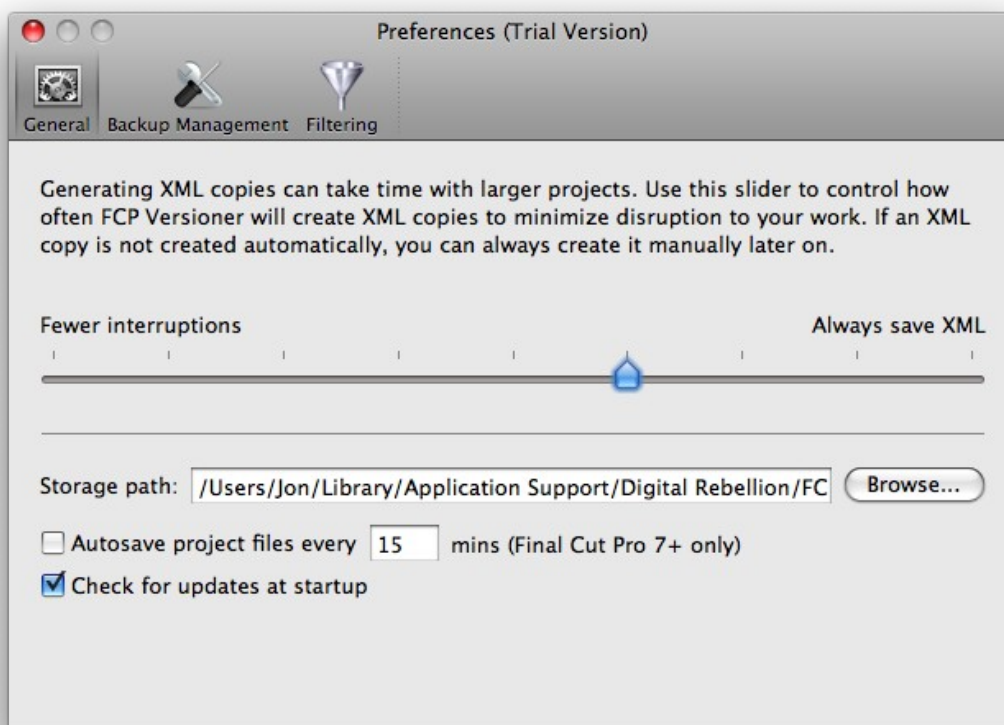 Preferences (Trial Version)
General Backup Management Filtering
Generating XML copies can take time with larger projects. Use this slider to control how
often FCP Versioner will create XML copies to minimize disruption to your work. If an XML
copy is not created automatically, you can always create it manually later on.
Fewer interruptions Always save XML
Storage path: /Users/Jon/Library/Application Support/Digital Rebellion/FC Browse...
Autosave project files every 15 mins (Final Cut Pro 7+ only)
Check for updates at startup